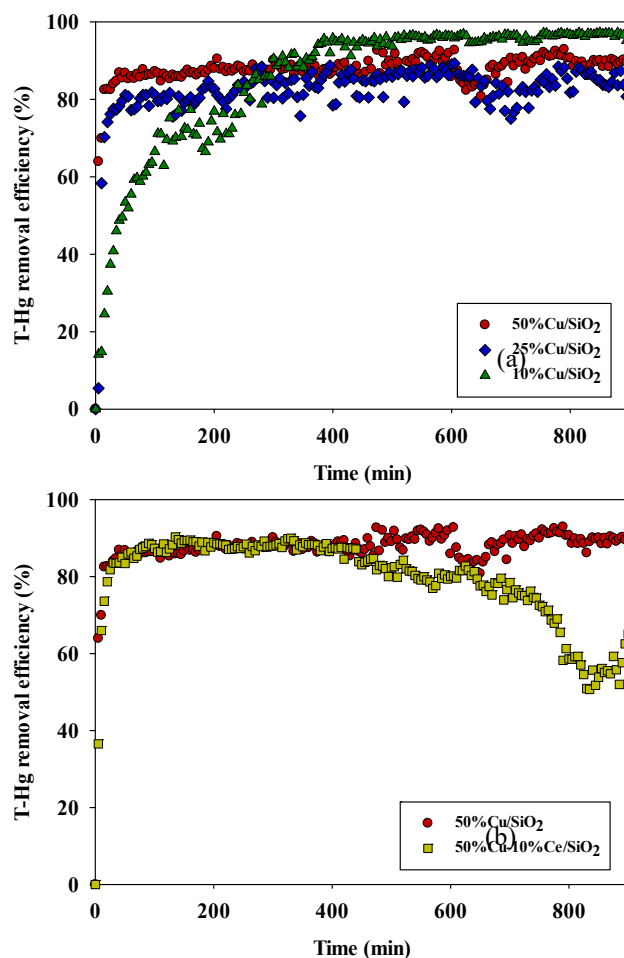 100
80
60
40
20
0
T-Hg removal efficiency (%)
50%Cu/SiO2
25%Cu/SiO2
10%Cu/SiO2
(a)
0 200 400 600 800
Time (min)
100
80
60
40
20
0
T-Hg removal efficiency (%)
50%Cu/SiO2
50%Cu-10%Ce/SiO2
(b)
0 200 400 600 800
Time (min)